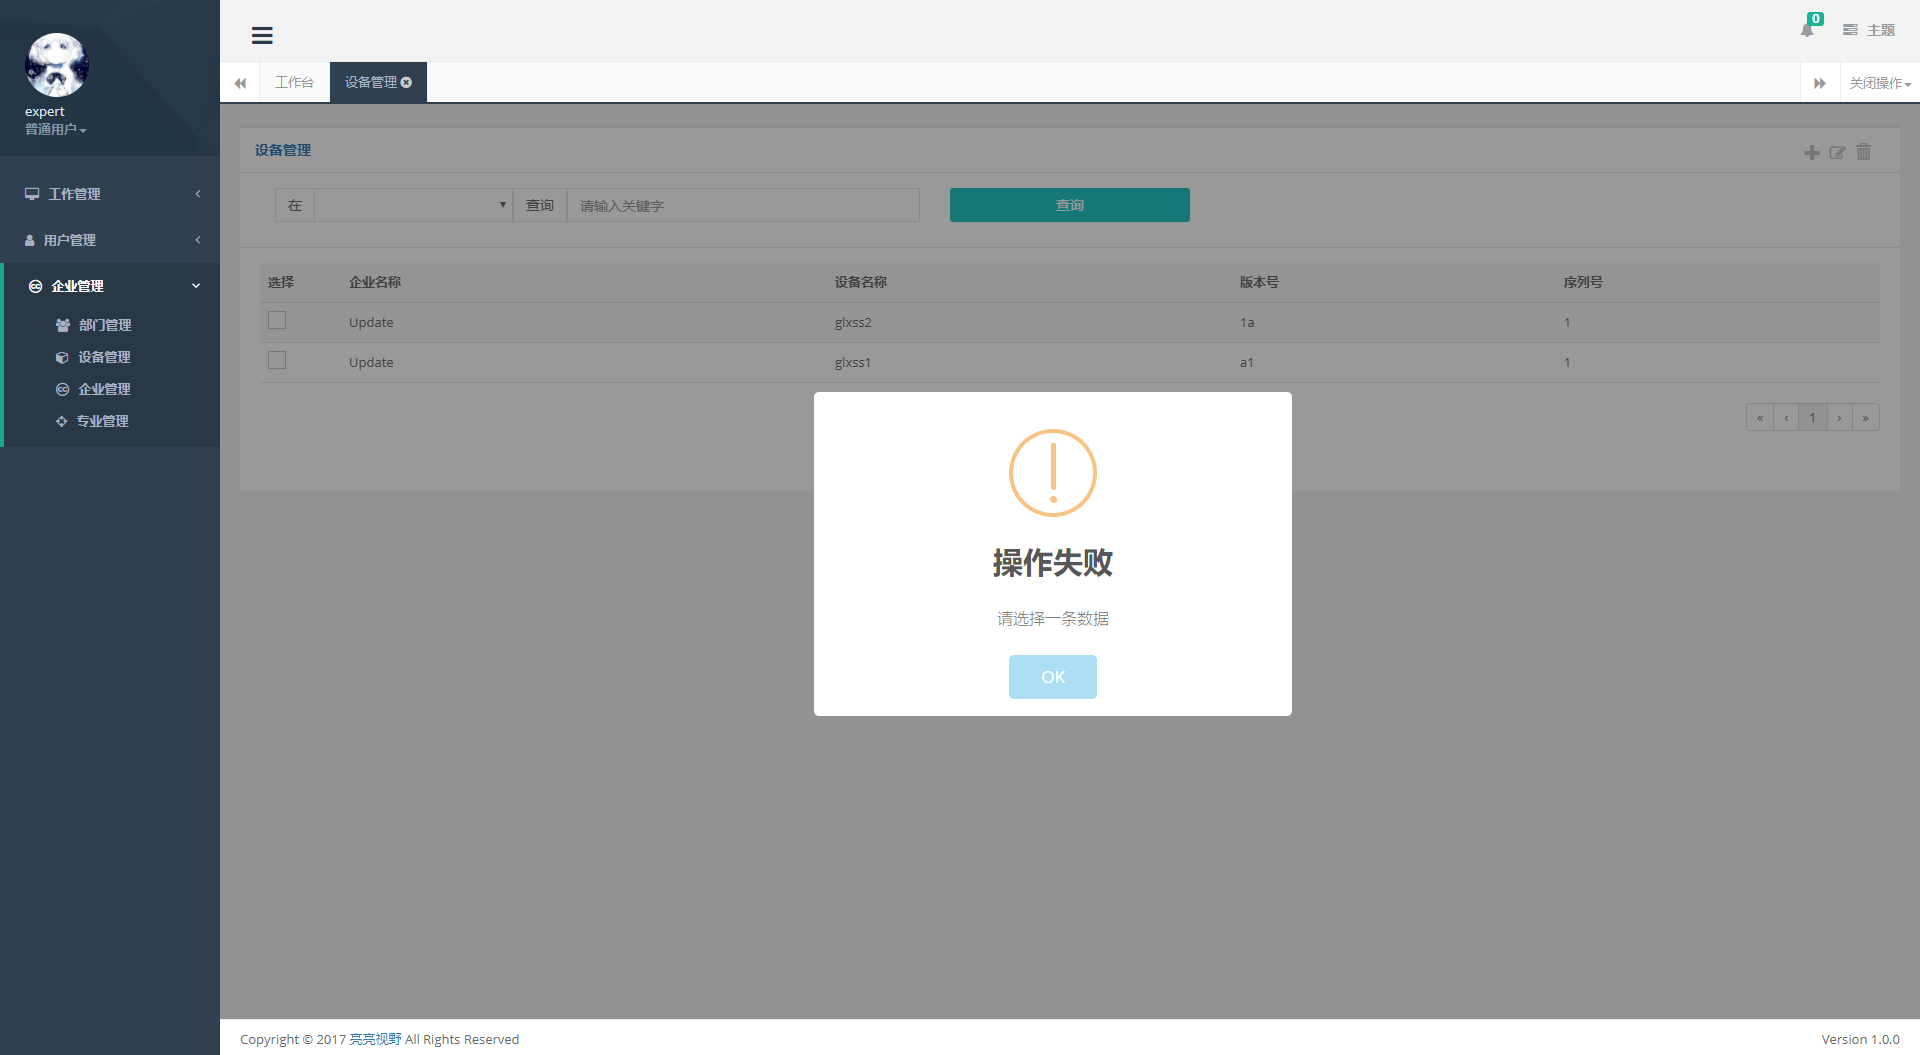 0
主题
expert
普通用户
工作台
设备管理
关闭操作
工作管理
用户管理
企业管理
部门管理
设备管理
企业管理
专业管理
设备管理
在
查询
请输入关键字
查询
选择 企业名称 设备名称 版本号 序列号
Update glxss2 1a 1
Update glxss1 a1 1
« ‹ 1 › »
操作失败
请选择一条数据
OK
Copyright © 2017 亮亮视野 All Rights Reserved
Version 1.0.0